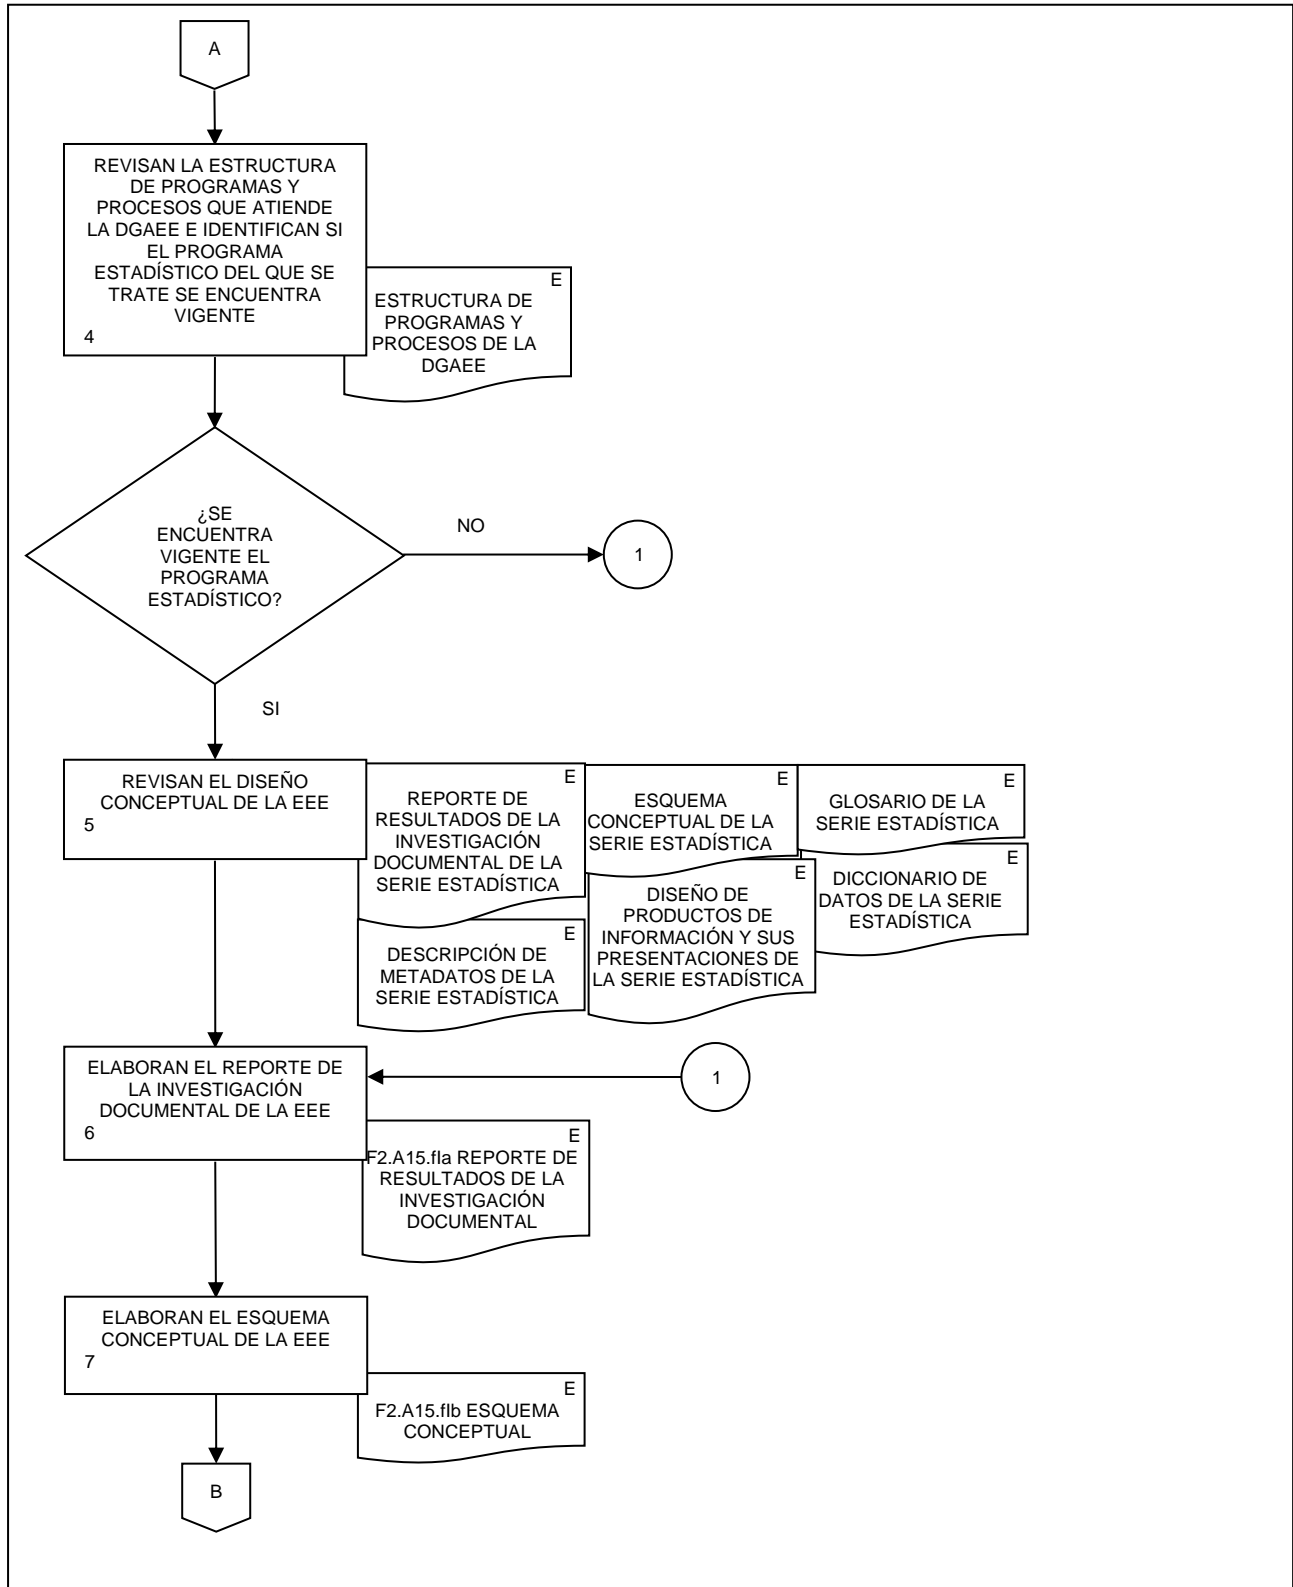 A
REVISAN LA ESTRUCTURA
DE PROGRAMAS Y
PROCESOS QUE ATIENDE
LA DGAEE E IDENTIFICAN SI
EL PROGRAMA
ESTADÍSTICO DEL QUE SE
TRATE SE ENCUENTRA
VIGENTE
4
E
ESTRUCTURA DE
PROGRAMAS Y
PROCESOS DE LA
DGAEE
¿SE
ENCUENTRA
VIGENTE EL
PROGRAMA
ESTADÍSTICO?
NO
1
SI
REVISAN EL DISEÑO
CONCEPTUAL DE LA EEE
5
E
REPORTE DE
RESULTADOS DE LA
INVESTIGACIÓN
DOCUMENTAL DE LA
SERIE ESTADÍSTICA
E
ESQUEMA
CONCEPTUAL DE LA
SERIE ESTADÍSTICA
E
GLOSARIO DE LA
SERIE ESTADÍSTICA
E
DESCRIPCIÓN DE
METADATOS DE LA
SERIE ESTADÍSTICA
E
DISEÑO DE
PRODUCTOS DE
INFORMACIÓN Y SUS
PRESENTACIONES DE
LA SERIE ESTADÍSTICA
E
DICCIONARIO DE
DATOS DE LA SERIE
ESTADÍSTICA
ELABORAN EL REPORTE DE
LA INVESTIGACIÓN
DOCUMENTAL DE LA EEE
6
1
E
F2.A15.fIa REPORTE DE
RESULTADOS DE LA
INVESTIGACIÓN
DOCUMENTAL
ELABORAN EL ESQUEMA
CONCEPTUAL DE LA EEE
7
E
F2.A15.fIb ESQUEMA
CONCEPTUAL
B